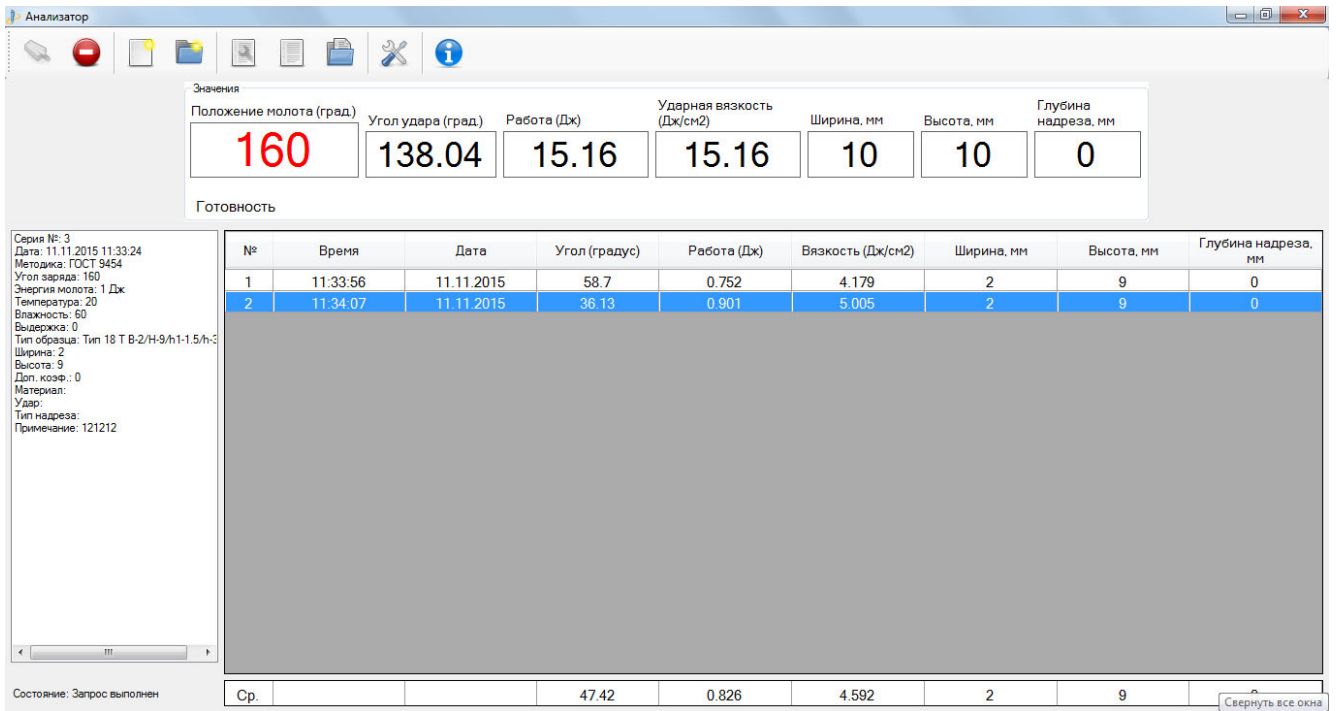 Анализатор
Значения
Положение молота (град.)
Угол удара (град.)
Работа (Дж)
Ударная вязкость (Дж/см2)
Ширина, мм
Высота, мм
Глубина надреза, мм
160
138.04
15.16
15.16
10
10
0
Готовность
Серия №: 3
Дата: 11.11.2015 11:33:24
Методика: ГОСТ 9454
Угол заряда: 160
Энергия молота: 1 Дж
Температура: 20
Влажность: 60
Выдержка: 0
Тип образца: Тип 18 Т В-2/Н-9/h1-1.5/h-3
Ширина: 2
Высота: 9
Доп. коэф.: 0
Материал:
Удар:
Тип надреза:
Примечание: 121212
№ Время Дата Угол (градус) Работа (Дж) Вязкость (Дж/см2) Ширина, мм Высота, мм Глубина надреза, мм
1 11:33:56 11.11.2015 58.7 0.752 4.179 2 9 0
2 11:34:07 11.11.2015 36.13 0.901 5.005 2 9 0
Состояние: Запрос выполнен
Ср. 47.42 0.826 4.592 2 9
Свернуть все окна